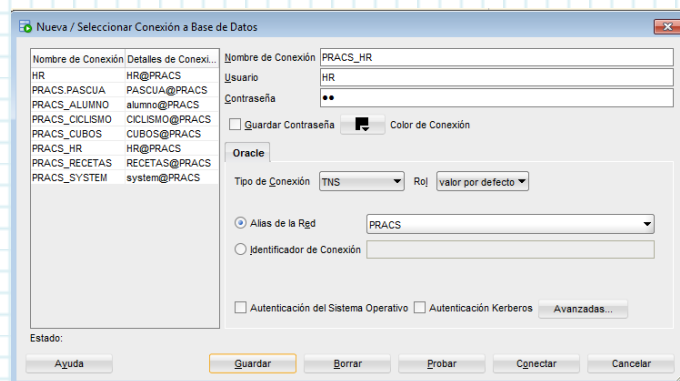 Nueva / Seleccionar Conexión a Base de Datos
Nombre de Conexión Detalles de Conexi...
HR HR@PRACS
PRACS.PASCUA PASCUA@PRACS
PRACS_ALUMNO alumno@PRACS
PRACS_CICLISMO CICLISMO@PRACS
PRACS_CUBOS CUBOS@PRACS
PRACS_HR HR@PRACS
PRACS_RECETAS RECETAS@PRACS
PRACS_SYSTEM system@PRACS
Nombre de Conexión PRACS_HR
Usuario HR
Contraseña ●●
Guardar Contraseña Color de Conexión
Oracle
Tipo de Conexión TNS Rol valor por defecto
Alias de la Red PRACS
Identificador de Conexión
Autenticación del Sistema Operativo Autenticación Kerberos Avanzadas...
Estado:
Ayuda Guardar Borrar Probar Conectar Cancelar